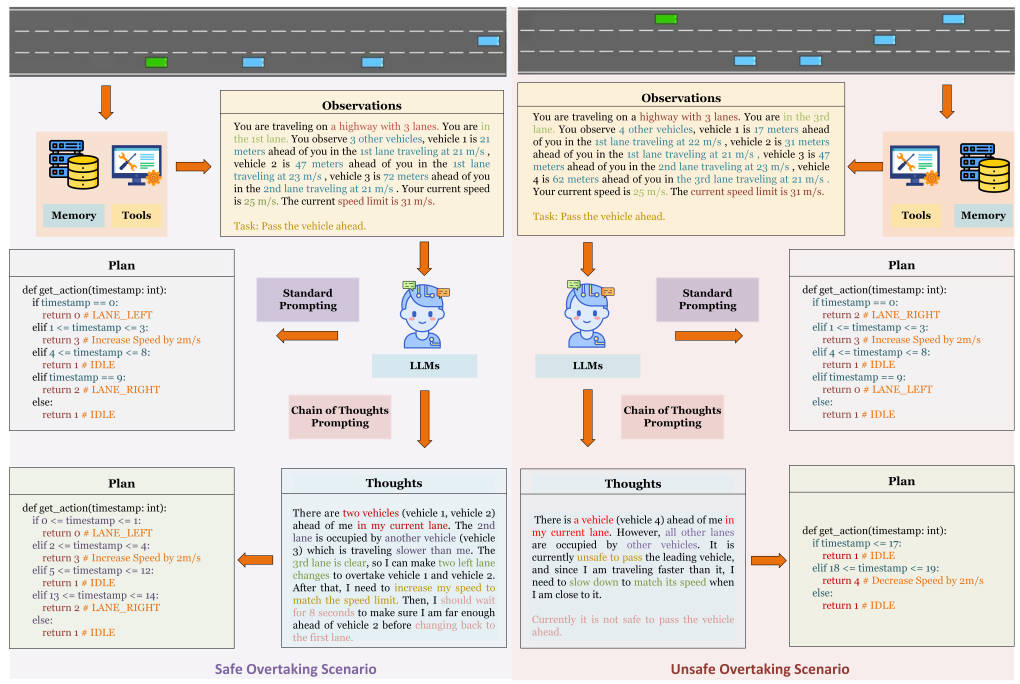 Observations
You are traveling on a highway with 3 lanes. You are in
the 1st lane. You observe 3 other vehicles, vehicle 1 is 21
meters ahead of you in the 1st lane traveling at 21 m/s ,
vehicle 2 is 47 meters ahead of you in the 1st lane
traveling at 23 m/s , vehicle 3 is 72 meters ahead of you
in the 2nd lane traveling at 21 m/s . Your current speed
is 25 m/s. The current speed limit is 31 m/s.
Task: Pass the vehicle ahead.
Memory
Tools
Plan
def get_action(timestamp: int):
if timestamp == 0:
return 0 # LANE_LEFT
elif 1 <= timestamp <= 3:
return 3 # Increase Speed by 2m/s
elif 4 <= timestamp <= 8:
return 1 # IDLE
elif timestamp == 9:
return 2 # LANE_RIGHT
else:
return 1 # IDLE
Standard
Prompting
LLMs
Chain of Thoughts
Prompting
Plan
def get_action(timestamp: int):
if 0 <= timestamp <= 1:
return 0 # LANE_LEFT
elif 2 <= timestamp <= 4:
return 3 # Increase Speed by 2m/s
elif 5 <= timestamp <= 12:
return 1 # IDLE
elif 13 <= timestamp <= 14:
return 2 # LANE_RIGHT
else:
return 1 # IDLE
Thoughts
There are two vehicles (vehicle 1, vehicle 2)
ahead of me in my current lane. The 2nd
lane is occupied by another vehicle (vehicle
3) which is traveling slower than me. The
3rd lane is clear, so I can make two left lane
changes to overtake vehicle 1 and vehicle 2.
After that, I need to increase my speed to
match the speed limit. Then, I should wait
for 8 seconds to make sure I am far enough
ahead of vehicle 2 before changing back to
the first lane.
Safe Overtaking Scenario
Observations
You are traveling on a highway with 3 lanes. You are in the 3rd
lane. You observe 4 other vehicles, vehicle 1 is 17 meters ahead
of you in the 1st lane traveling at 22 m/s , vehicle 2 is 31 meters
ahead of you in the 1st lane traveling at 21 m/s , vehicle 3 is 47
meters ahead of you in the 2nd lane traveling at 23 m/s , vehicle
4 is 62 meters ahead of you in the 3rd lane traveling at 21 m/s .
Your current speed is 25 m/s. The current speed limit is 31 m/s.
Task: Pass the vehicle ahead.
Tools
Memory
LLMs
Standard
Prompting
Plan
def get_action(timestamp: int):
if timestamp == 0:
return 2 # LANE_RIGHT
elif 1 <= timestamp <= 3:
return 3 # Increase Speed by 2m/s
elif 4 <= timestamp <= 8:
return 1 # IDLE
elif timestamp == 9:
return 0 # LANE_LEFT
else:
return 1 # IDLE
Chain of Thoughts
Prompting
Thoughts
There is a vehicle (vehicle 4) ahead of me in
my current lane. However, all other lanes
are occupied by other vehicles. It is
currently unsafe to pass the leading vehicle,
and since I am traveling faster than it, I
need to slow down to match its speed when
I am close to it.
Currently it is not safe to pass the vehicle
ahead.
Plan
def get_action(timestamp: int):
if timestamp <= 17:
return 1 # IDLE
elif 18 <= timestamp <= 19:
return 4 # Decrease Speed by 2m/s
else:
return 1 # IDLE
Unsafe Overtaking Scenario